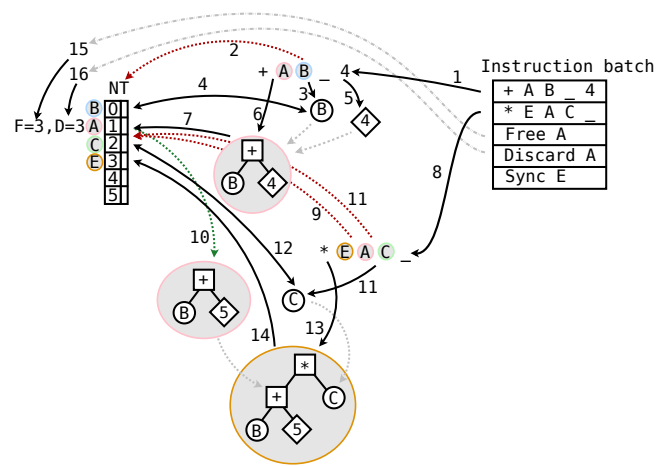 15
2
16
+ A B _ 4
1
Instruction batch
NT
4
3
5
+ A B _ 4
B 0
6
B
* E A C _
F=3,D=3 A 1
7
4
Free A
C 2
+
Discard A
E 3
B 4
Sync E
4
5
11
9
8
10
12
* E A C _
+
C
11
B 5
14
13
*
+ C
B 5